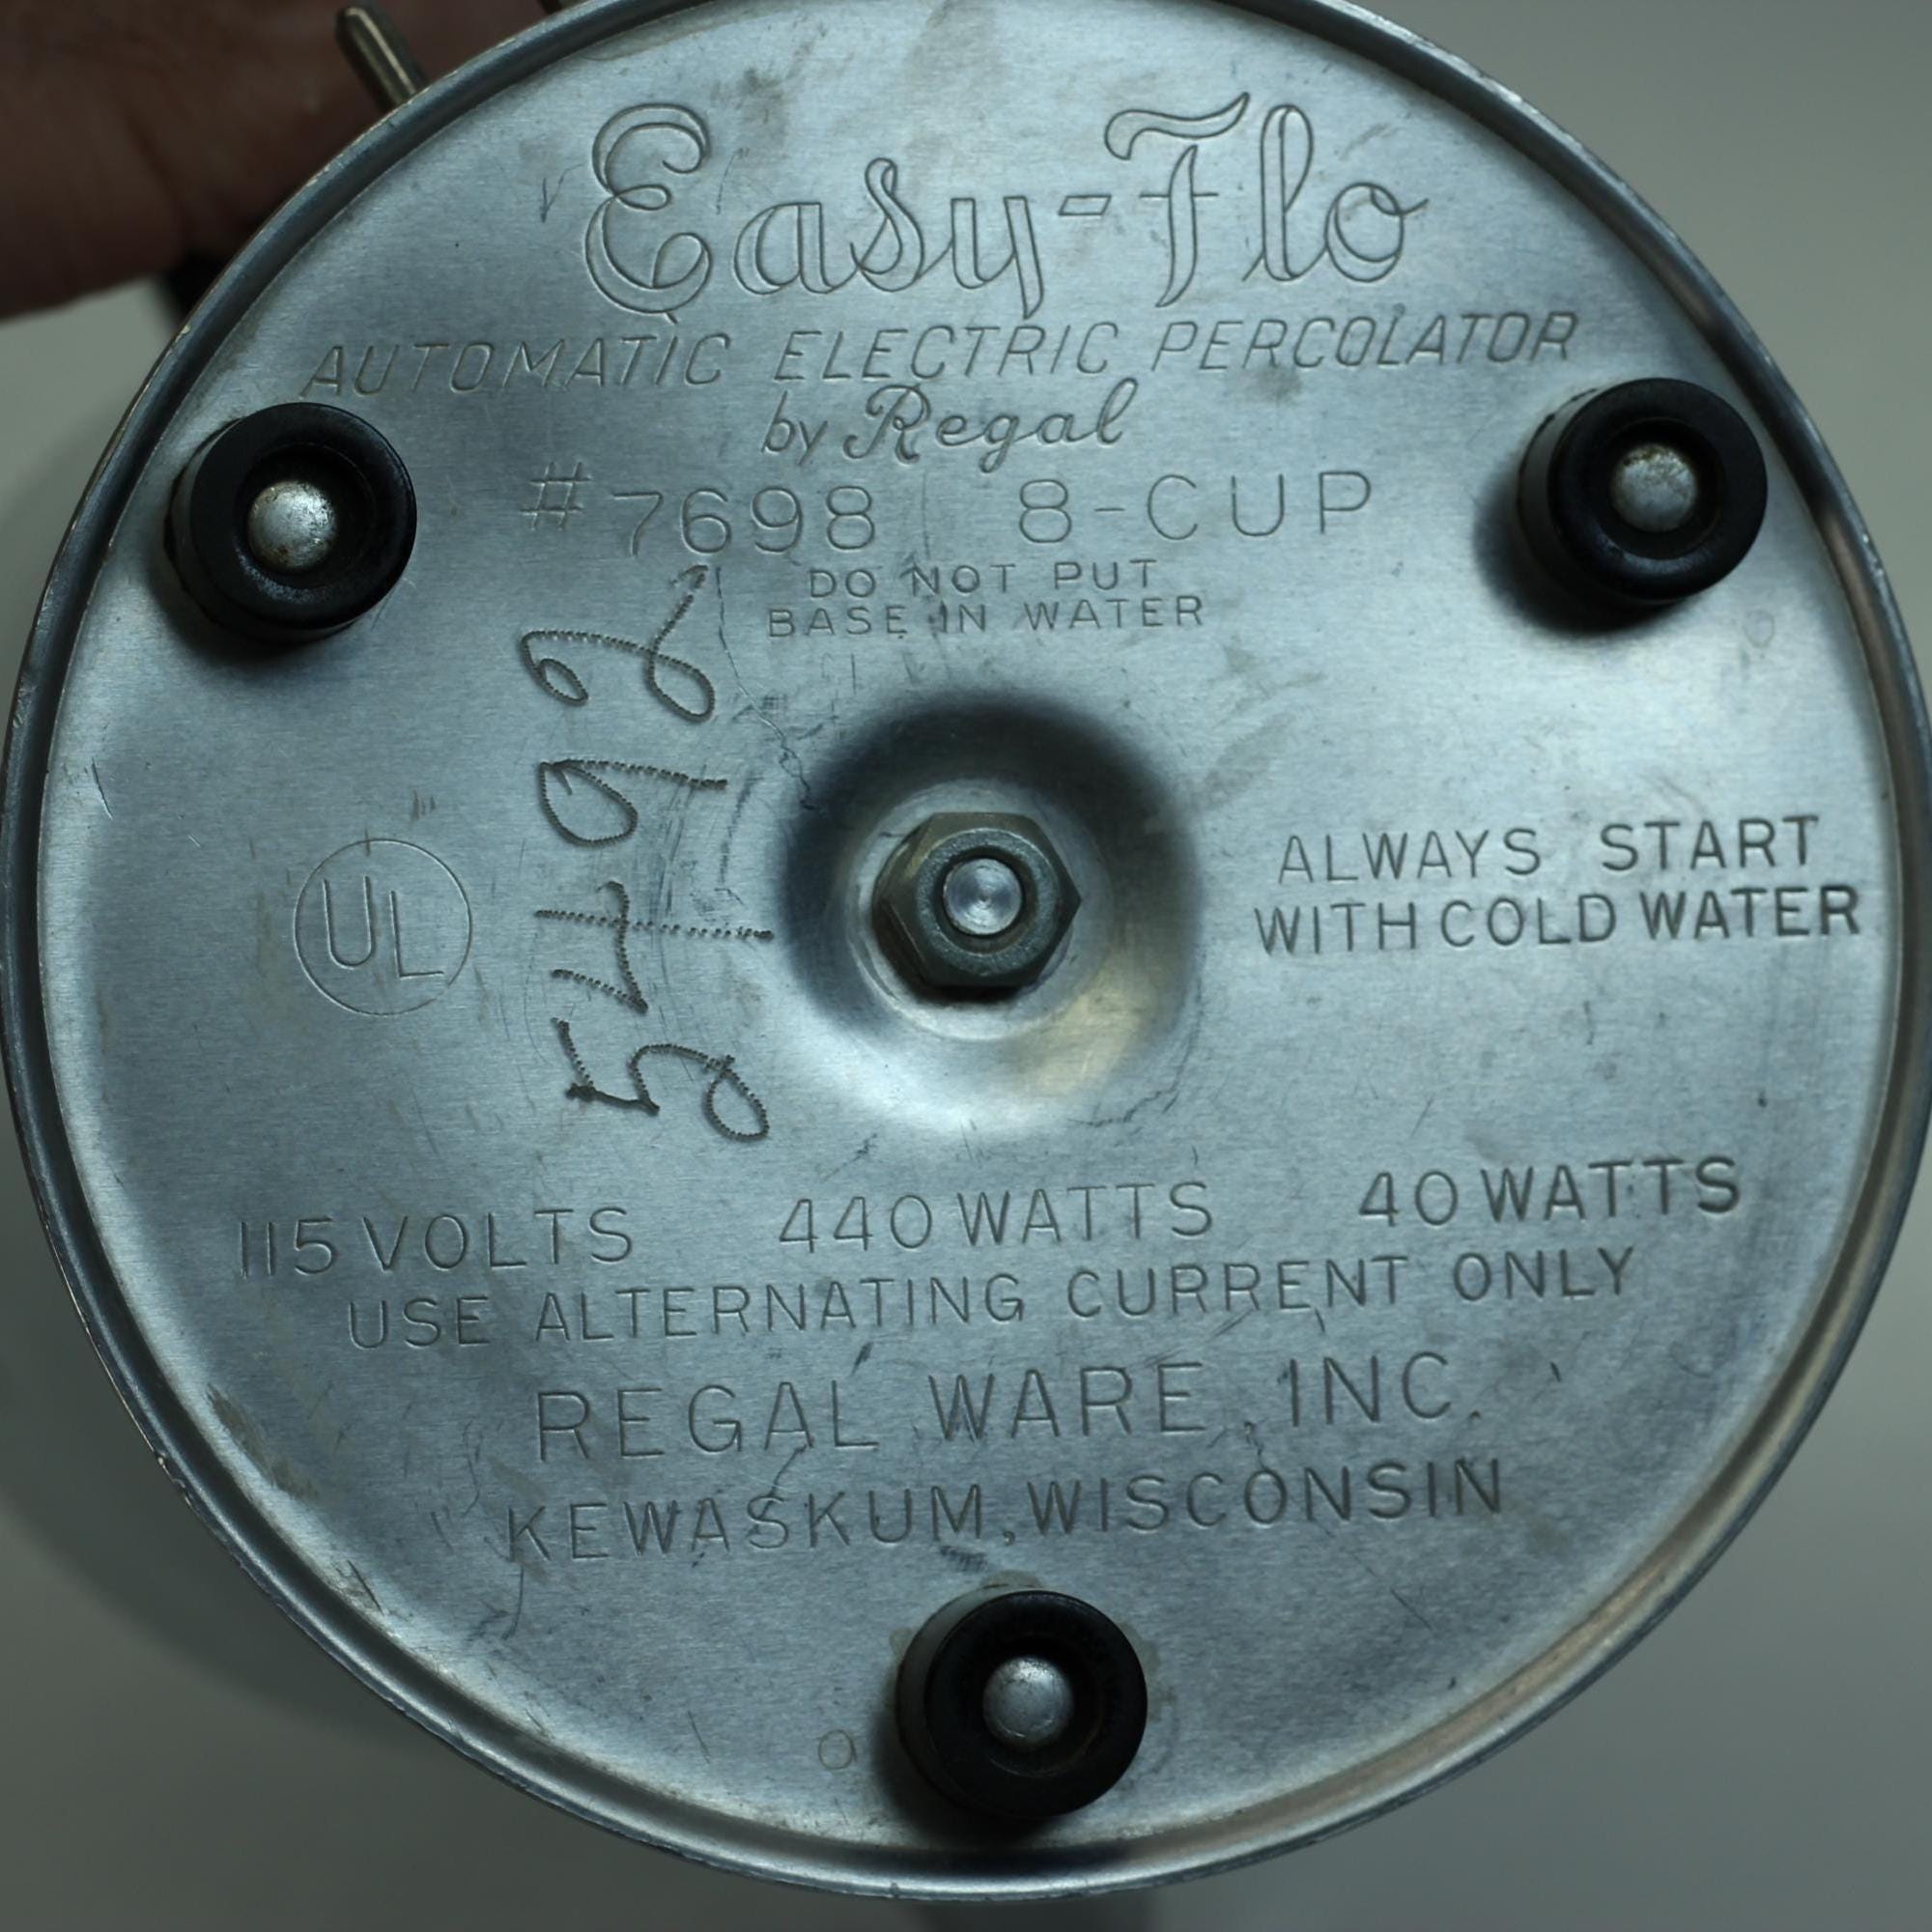 Easy-Flo
AUTOMATIC ELECTRIC PERCOLATOR
by Regal
#7698 8-CUP
DO NOT PUT
BASE IN WATER
5492
UL
ALWAYS START
WITH COLD WATER
115 VOLTS 440 WATTS 40 WATTS
USE ALTERNATING CURRENT ONLY
REGAL WARE, INC.
KEWASKUM, WISCONSIN